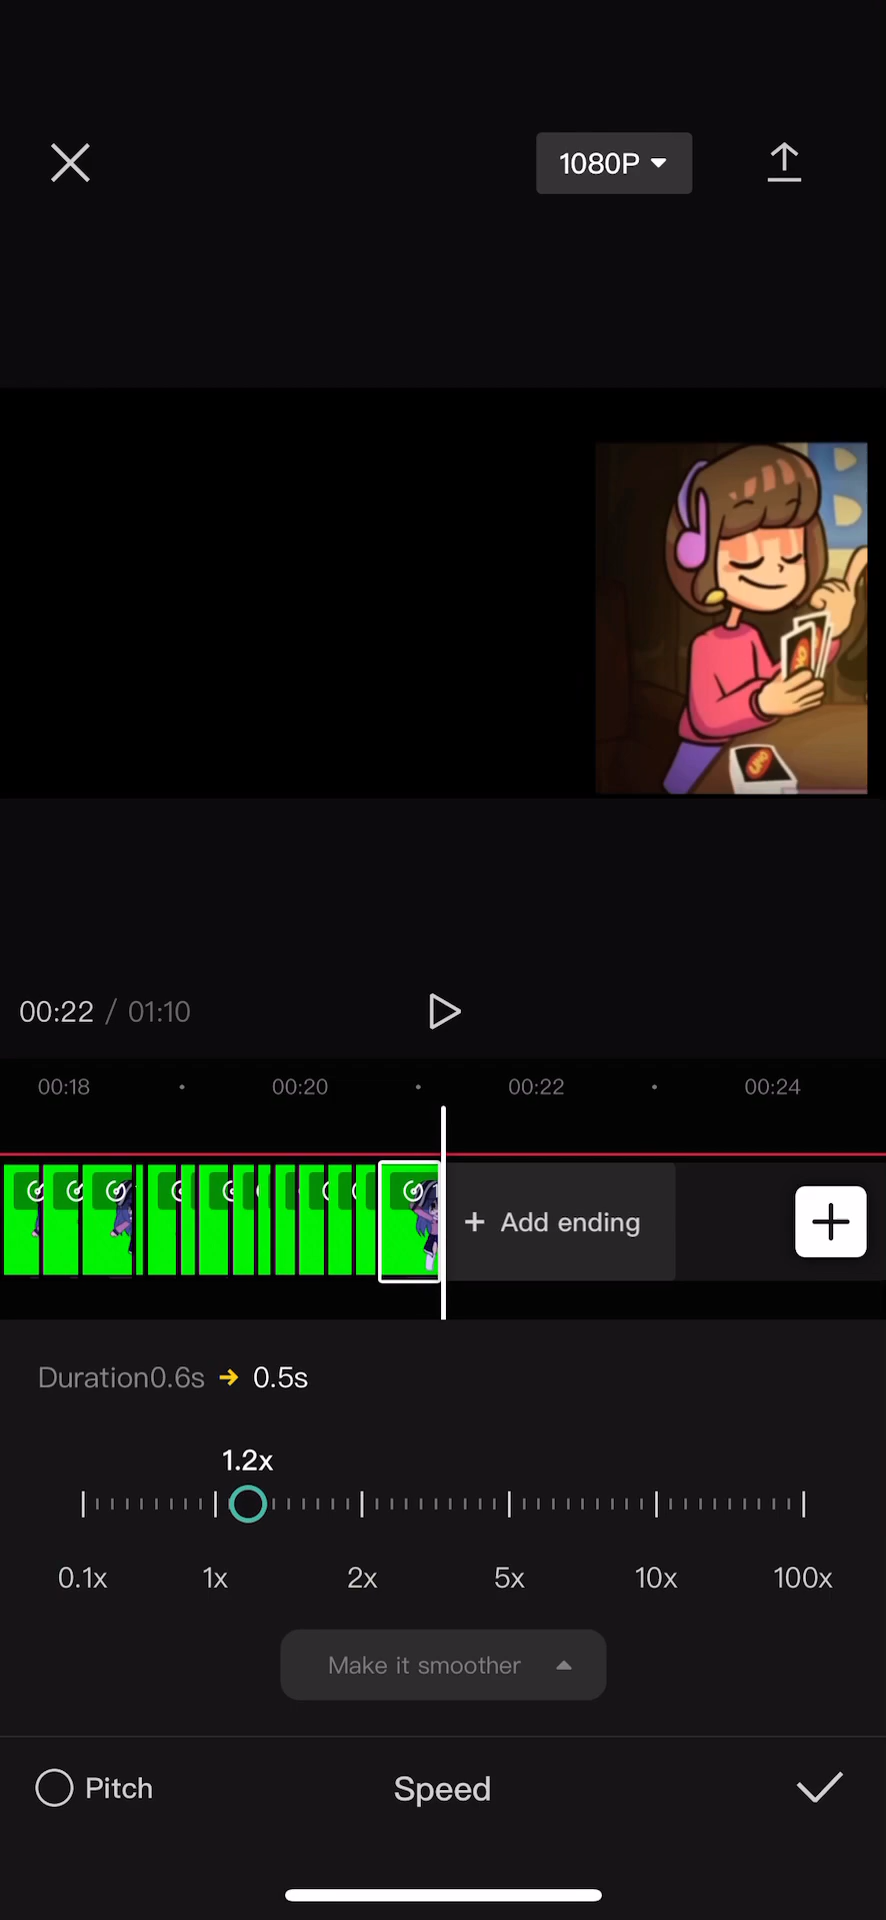 1080P
00:22 / 01:10
00:18 00:20 00:22 00:24
+ Add ending
Duration0.6s → 0.5s
1.2x
0.1x 1x 2x 5x 10x 100x
Make it smoother
Pitch Speed